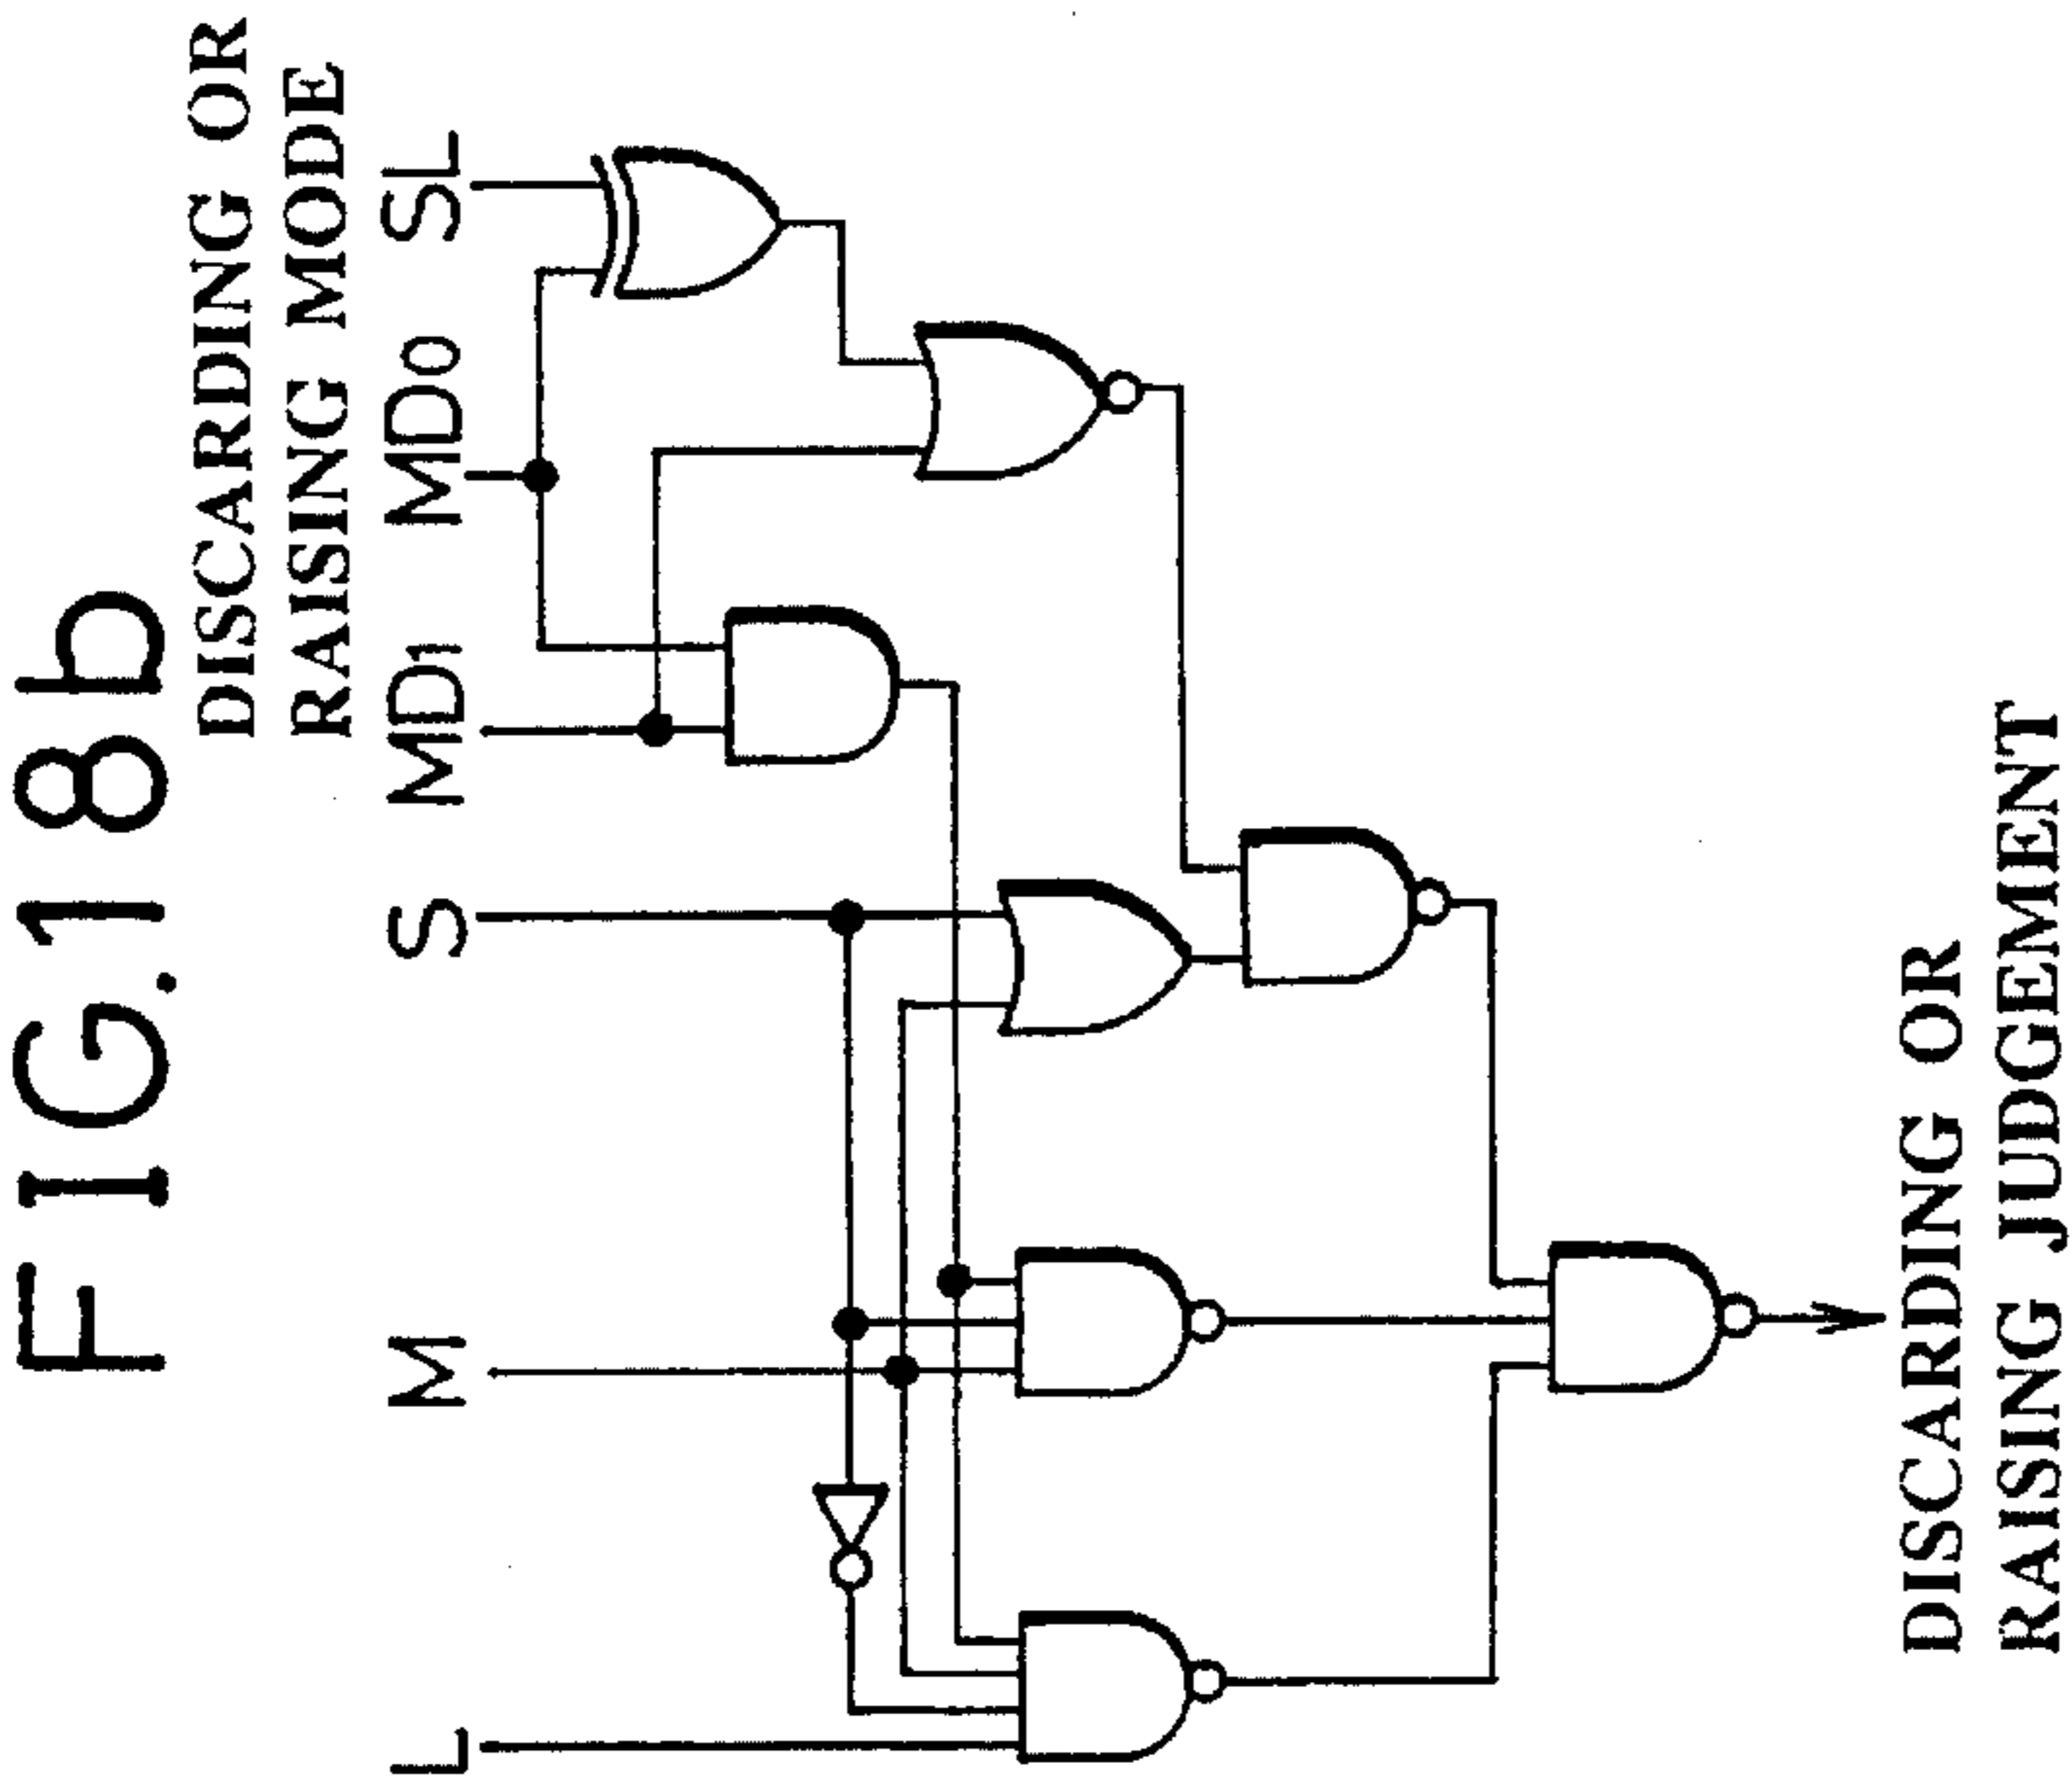 FIG. 18b
DISCARDING OR
RAISING MODE
L
M
S
MD1
MD0
SL
DISCARDING OR
RAISING JUDGEMENT